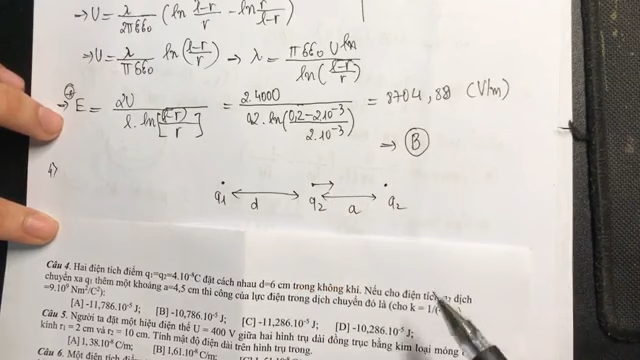 → U = λ/2πεε₀ (ln (l-r)/r - ln r/(l-r))
→ U = λ/πεε₀ ln((l-r)/r) → λ = πεε₀ U / ln((l-r)/r)
→ E = 2U/(l.ln[(l-r)/r]) = 2.4000/(0,2.ln((0,2-2.10⁻³)/2.10⁻³)) = 8704,88 (V/m)
→ Ⓑ
4)
q₁ d q₂ a q₂
Câu 4. Hai điện tích điểm q₁=q₂=4.10⁻⁸C đặt cách nhau d=6 cm trong không khí. Nếu cho điện tích q₂ dịch
chuyển xa q₁ thêm một khoảng a=4,5 cm thì công của lực điện trong dịch chuyển đó là (cho k = 1/(
=9.10⁹ Nm²/C²):
[A] -11,786.10⁻⁵ J; [B] -10,786.10⁻⁵ J; [C] -11,286.10⁻⁵ J; [D] -10,286.10⁻⁵ J;
Câu 5. Người ta đặt một hiệu điện thế U = 400 V giữa hai hình trụ dài đồng trục bằng kim loại mỏng
kính r₁ = 2 cm và r₂ = 10 cm. Tính mật độ điện dài trên hình trụ trong.
[A] 1,38.10⁻⁸ C/m; [B] 1,61.10⁻⁸ C/m;
Câu 6. Một điện tích điểm